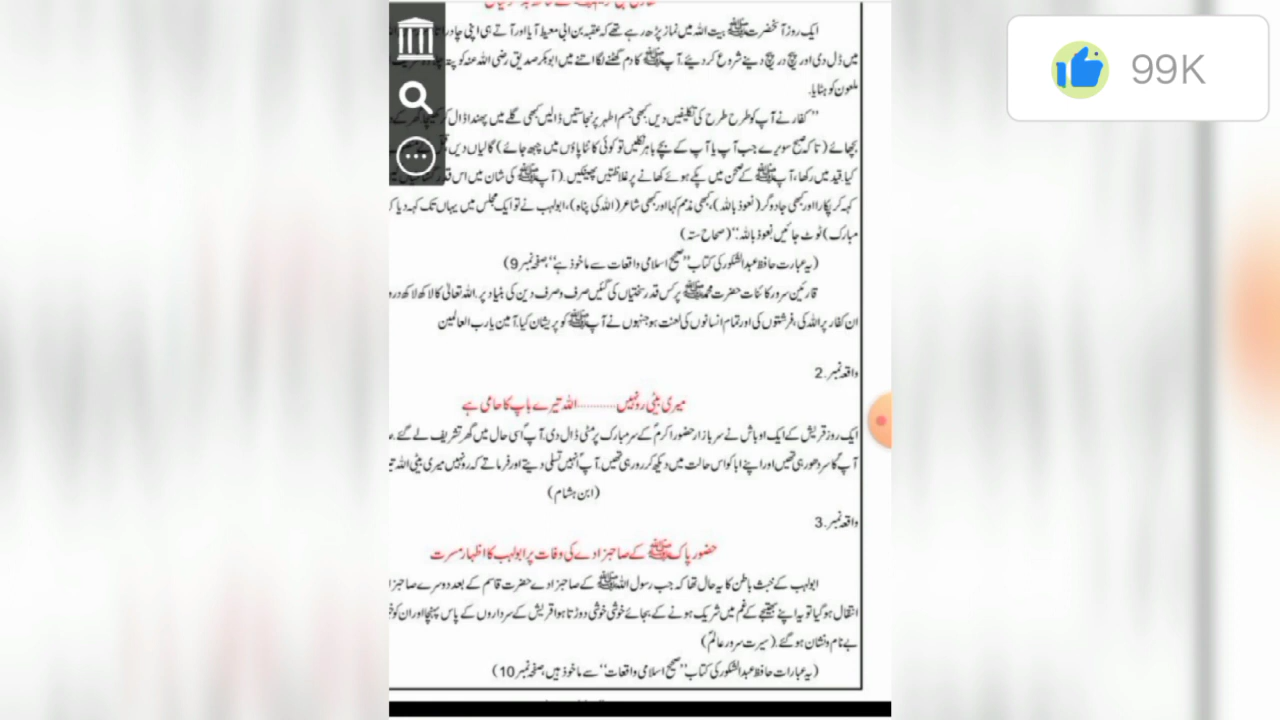 99K
ایک روز آنحضرت ﷺ بیت اللہ میں نماز پڑھ رہے تھے کہ عقبہ بن ابی معیط آیا اور آتے ہی اپنی چادر
میں ڈال دی اور پیچ در پیچ دینے شروع کر دیئے. آپ ﷺ کا دم گھٹنے لگا اتنے میں ابوبکر صدیق رضی اللہ عنہ کو پتہ چلا وہ
ملعون کو ہٹایا.
"کفار نے آپ کو طرح طرح کی تکلیفیں دیں. کبھی جسم اطہر پر نجاستیں ڈالیں کبھی گلے میں پھندا ڈال کر کھینچا
بچھائے (تا کہ صبح سویرے جب آپ یا آپ کے بچے باہر نکلیں تو کوئی کانٹا پاؤں میں چبھ جائے) گالیاں دیں،
کیا. قید میں رکھا، آپ ﷺ کے صحن میں پکے ہوئے کھانے پر غلاظتیں پھینکیں. (آپ ﷺ کی شان میں اس قدر
کہہ کر پکارا اور کبھی جادوگر (نعوذ باللہ)، کبھی مذمم کہا اور کبھی شاعر (اللہ کی پناہ)، ابولہب نے تو ایک مجلس میں یہاں تک کہہ دیا
مبارک) ٹوٹ جائیں نعوذ باللہ." (صحاح ستہ)
(یہ عبارت حافظ عبدالشکور کی کتاب "صحیح اسلامی واقعات سے ماخوذ ہے"، صفحہ نمبر 9)
قارئین سرور کائنات حضرت محمد ﷺ پر کس قدر سختیاں کی گئیں صرف و صرف دین کی بنیاد پر. اللہ تعالیٰ کا لاکھ لاکھ
ان کفار پر اللہ کی، فرشتوں کی اور تمام انسانوں کی لعنت ہو جنہوں نے آپ ﷺ کو پریشان کیا. آمین یا رب العالمین
واقعہ نمبر. 2
میری بیٹی رو نہیں............اللہ تیرے باپ کا حامی ہے
ایک روز قریش کے ایک اوباش نے سر بازار حضور اکرمؐ کے سر مبارک پر مٹی ڈال دی. آپؐ اسی حال میں گھر تشریف لے گئے.
آپؐ کا سر دھو رہی تھیں اور اپنے ابا کو اس حالت میں دیکھ کر رو رہی تھیں. آپؐ انہیں تسلی دیتے اور فرماتے کہ رو نہیں میری بیٹی اللہ
(ابن ہشام)
واقعہ نمبر. 3
حضور پاک ﷺ کے صاحبزادے کی وفات پر ابولہب کا اظہار مسرت
ابولہب کے خبث باطن کا یہ حال تھا کہ جب رسول اللہ ﷺ کے صاحبزادے حضرت قاسم کے بعد دوسرے
انتقال ہو گیا تو یہ اپنے بھتیجے کے غم میں شریک ہونے کے بجائے خوشی خوشی دوڑتا ہوا قریش کے سرداروں کے پاس پہنچا اور ان کو
بے نام و نشان ہو گئے. (سیرت سرور عالمؐ)
(یہ عبارات حافظ عبدالشکور کی کتاب "صحیح اسلامی واقعات" سے ماخوذ ہیں، صفحہ نمبر 10)